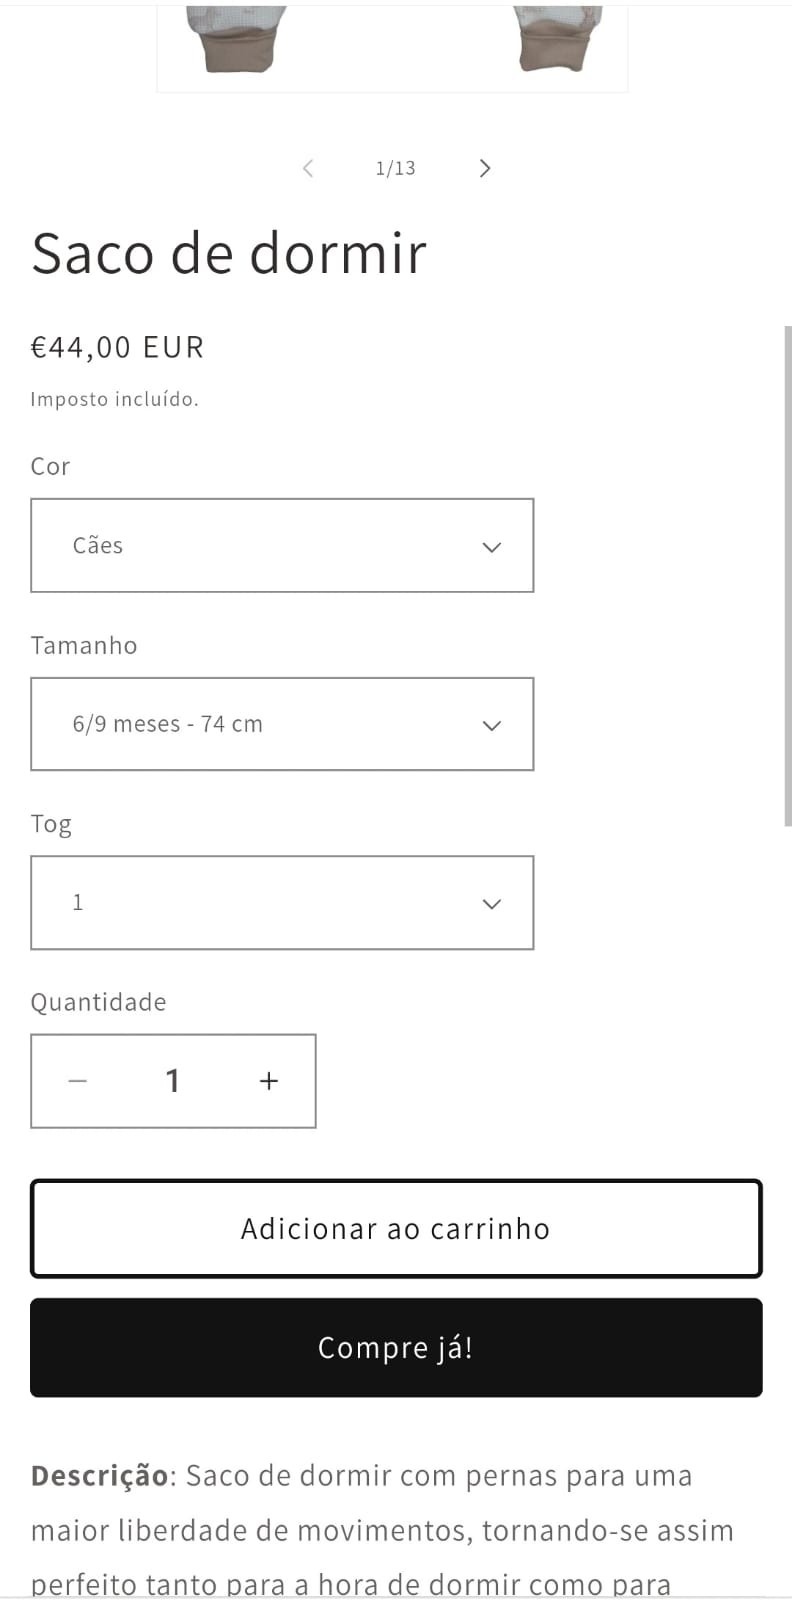 1/13
Saco de dormir
€44,00 EUR
Imposto incluído.
Cor
Cães
Tamanho
6/9 meses - 74 cm
Tog
1
Quantidade
− 1 +
Adicionar ao carrinho
Compre já!
Descrição: Saco de dormir com pernas para uma
maior liberdade de movimentos, tornando-se assim
perfeito tanto para a hora de dormir como para